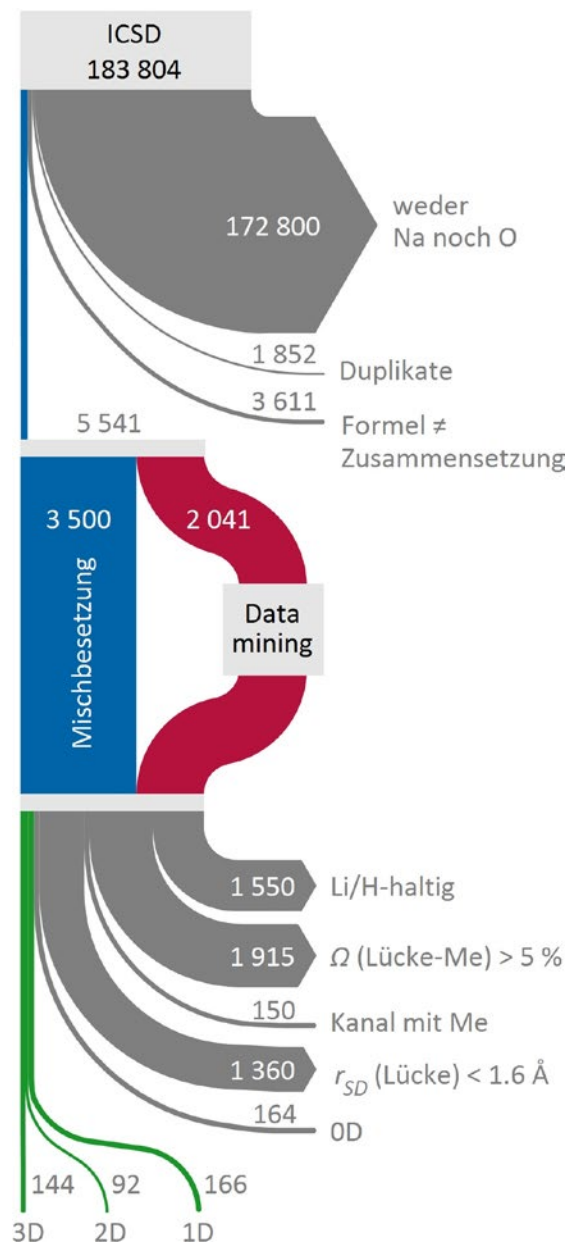 ICSD
183 804
172 800
weder
Na noch O
1 852
Duplikate
3 611
Formel ≠
Zusammensetzung
5 541
3 500
2 041
Mischbesetzung
Data
mining
1 550
Li/H-haltig
1 915
Ω (Lücke-Me) > 5 %
150
Kanal mit Me
1 360
r_SD (Lücke) < 1.6 Å
164
0D
144
92
166
3D
2D
1D